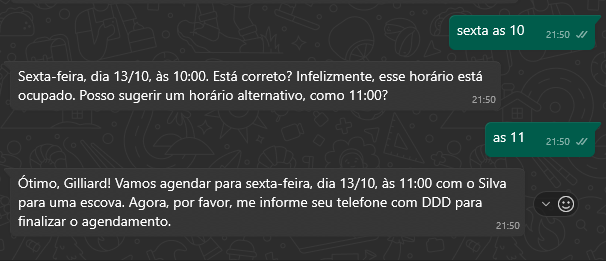 sexta as 10
21:50
Sexta-feira, dia 13/10, às 10:00. Está correto? Infelizmente, esse horário está
ocupado. Posso sugerir um horário alternativo, como 11:00?
21:50
as 11
21:50
Ótimo, Gilliard! Vamos agendar para sexta-feira, dia 13/10, às 11:00 com o Silva
para uma escova. Agora, por favor, me informe seu telefone com DDD para
finalizar o agendamento.
21:50